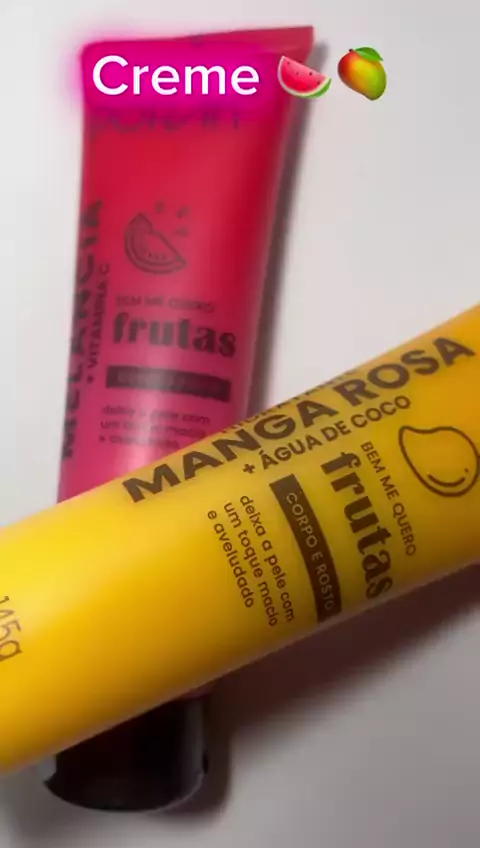 Creme 🍉🥭
MELANCIA
+ VITAMINA C
BEM ME QUERO
frutas
deixa a pele com
um toque macio
e aveludado
MANGA ROSA
+ ÁGUA DE COCO
BEM ME QUERO
frutas
CORPO E ROSTO
deixa a pele com
um toque macio
e aveludado
145g